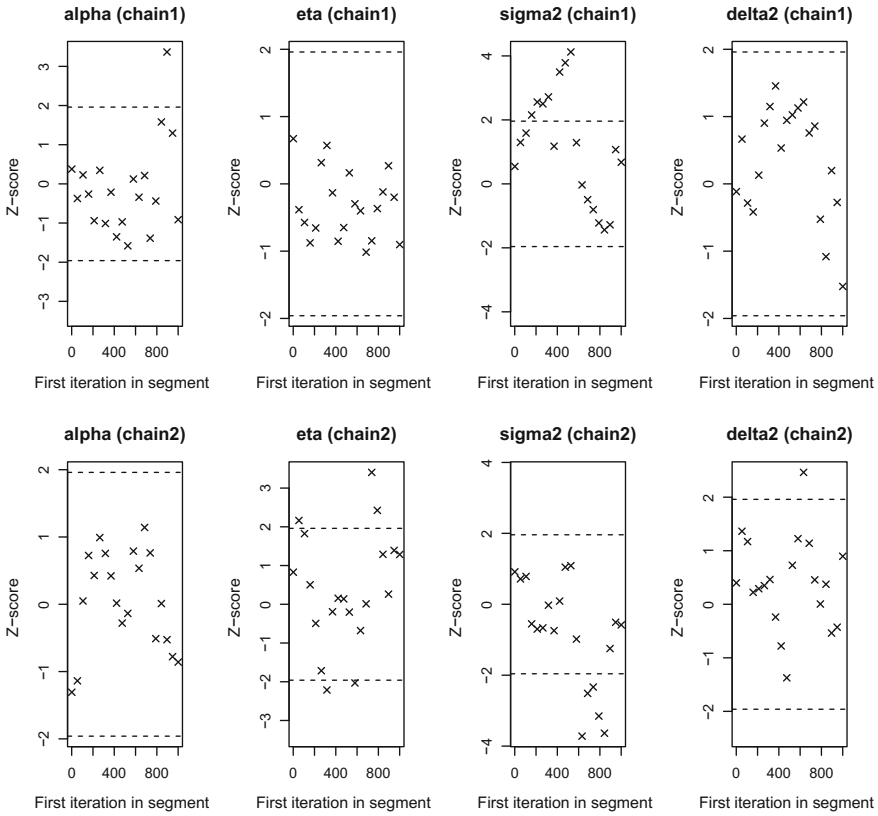 alpha (chain1)
eta (chain1)
sigma2 (chain1)
delta2 (chain1)
Z-score
3
2
1
0
−1
−2
−3
0
400
800
First iteration in segment
Z-score
2
1
0
−1
−2
0
400
800
First iteration in segment
Z-score
4
2
0
−2
−4
0
400
800
First iteration in segment
Z-score
2
1
0
−1
−2
0
400
800
First iteration in segment
alpha (chain2)
eta (chain2)
sigma2 (chain2)
delta2 (chain2)
Z-score
2
1
0
−1
−2
0
400
800
First iteration in segment
Z-score
3
2
1
0
−1
−2
−3
0
400
800
First iteration in segment
Z-score
4
2
0
−2
−4
0
400
800
First iteration in segment
Z-score
2
1
0
−1
−2
0
400
800
First iteration in segment